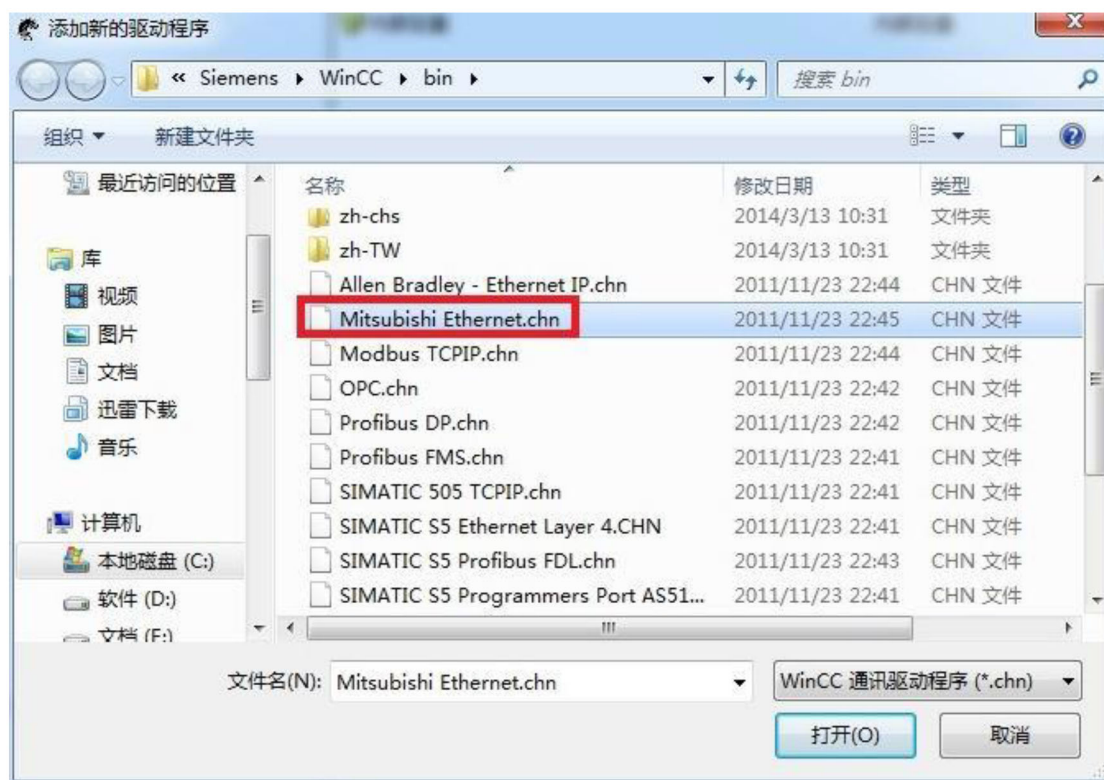 添加新的驱动程序
« Siemens ▸ WinCC ▸ bin ▸
搜索 bin
组织 新建文件夹
最近访问的位置
库
视频
图片
文档
迅雷下载
音乐
计算机
本地磁盘 (C:)
软件 (D:)
文档 (E:)
名称 修改日期 类型
zh-chs 2014/3/13 10:31 文件夹
zh-TW 2014/3/13 10:31 文件夹
Allen Bradley - Ethernet IP.chn 2011/11/23 22:44 CHN 文件
Mitsubishi Ethernet.chn 2011/11/23 22:45 CHN 文件
Modbus TCPIP.chn 2011/11/23 22:44 CHN 文件
OPC.chn 2011/11/23 22:42 CHN 文件
Profibus DP.chn 2011/11/23 22:42 CHN 文件
Profibus FMS.chn 2011/11/23 22:41 CHN 文件
SIMATIC 505 TCPIP.chn 2011/11/23 22:41 CHN 文件
SIMATIC S5 Ethernet Layer 4.CHN 2011/11/23 22:41 CHN 文件
SIMATIC S5 Profibus FDL.chn 2011/11/23 22:43 CHN 文件
SIMATIC S5 Programmers Port AS51... 2011/11/23 22:41 CHN 文件
文件名(N): Mitsubishi Ethernet.chn WinCC 通讯驱动程序 (*.chn)
打开(O) 取消